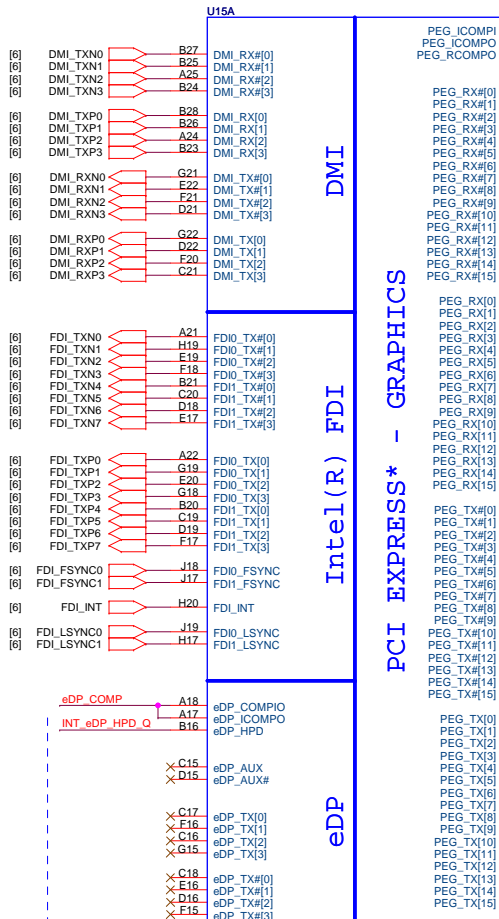 U15A
[6] DMI_TXN0 B27 DMI_RX#[0]
[6] DMI_TXN1 B25 DMI_RX#[1]
[6] DMI_TXN2 A25 DMI_RX#[2]
[6] DMI_TXN3 B24 DMI_RX#[3]
[6] DMI_TXP0 B28 DMI_RX[0]
[6] DMI_TXP1 B26 DMI_RX[1]
[6] DMI_TXP2 A24 DMI_RX[2]
[6] DMI_TXP3 B23 DMI_RX[3]
[6] DMI_RXN0 G21 DMI_TX#[0]
[6] DMI_RXN1 E22 DMI_TX#[1]
[6] DMI_RXN2 F21 DMI_TX#[2]
[6] DMI_RXN3 D21 DMI_TX#[3]
[6] DMI_RXP0 G22 DMI_TX[0]
[6] DMI_RXP1 D22 DMI_TX[1]
[6] DMI_RXP2 F20 DMI_TX[2]
[6] DMI_RXP3 C21 DMI_TX[3]
DMI
[6] FDI_TXN0 A21 FDI0_TX#[0]
[6] FDI_TXN1 H19 FDI0_TX#[1]
[6] FDI_TXN2 E19 FDI0_TX#[2]
[6] FDI_TXN3 F18 FDI0_TX#[3]
[6] FDI_TXN4 B21 FDI1_TX#[0]
[6] FDI_TXN5 C20 FDI1_TX#[1]
[6] FDI_TXN6 D18 FDI1_TX#[2]
[6] FDI_TXN7 E17 FDI1_TX#[3]
[6] FDI_TXP0 A22 FDI0_TX[0]
[6] FDI_TXP1 G19 FDI0_TX[1]
[6] FDI_TXP2 E20 FDI0_TX[2]
[6] FDI_TXP3 G18 FDI0_TX[3]
[6] FDI_TXP4 B20 FDI1_TX[0]
[6] FDI_TXP5 C19 FDI1_TX[1]
[6] FDI_TXP6 D19 FDI1_TX[2]
[6] FDI_TXP7 F17 FDI1_TX[3]
[6] FDI_FSYNC0 J18 FDI0_FSYNC
[6] FDI_FSYNC1 J17 FDI1_FSYNC
[6] FDI_INT H20 FDI_INT
[6] FDI_LSYNC0 J19 FDI0_LSYNC
[6] FDI_LSYNC1 H17 FDI1_LSYNC
Intel(R) FDI
eDP_COMP A18 eDP_COMPIO
A17 eDP_ICOMPO
INT_eDP_HPD_Q B16 eDP_HPD
C15 eDP_AUX
D15 eDP_AUX#
C17 eDP_TX[0]
F16 eDP_TX[1]
C16 eDP_TX[2]
G15 eDP_TX[3]
C18 eDP_TX#[0]
E16 eDP_TX#[1]
D16 eDP_TX#[2]
F15 eDP_TX#[3]
eDP
PCI EXPRESS* - GRAPHICS
PEG_ICOMPI
PEG_ICOMPO
PEG_RCOMPO
PEG_RX#[0]
PEG_RX#[1]
PEG_RX#[2]
PEG_RX#[3]
PEG_RX#[4]
PEG_RX#[5]
PEG_RX#[6]
PEG_RX#[7]
PEG_RX#[8]
PEG_RX#[9]
PEG_RX#[10]
PEG_RX#[11]
PEG_RX#[12]
PEG_RX#[13]
PEG_RX#[14]
PEG_RX#[15]
PEG_RX[0]
PEG_RX[1]
PEG_RX[2]
PEG_RX[3]
PEG_RX[4]
PEG_RX[5]
PEG_RX[6]
PEG_RX[7]
PEG_RX[8]
PEG_RX[9]
PEG_RX[10]
PEG_RX[11]
PEG_RX[12]
PEG_RX[13]
PEG_RX[14]
PEG_RX[15]
PEG_TX#[0]
PEG_TX#[1]
PEG_TX#[2]
PEG_TX#[3]
PEG_TX#[4]
PEG_TX#[5]
PEG_TX#[6]
PEG_TX#[7]
PEG_TX#[8]
PEG_TX#[9]
PEG_TX#[10]
PEG_TX#[11]
PEG_TX#[12]
PEG_TX#[13]
PEG_TX#[14]
PEG_TX#[15]
PEG_TX[0]
PEG_TX[1]
PEG_TX[2]
PEG_TX[3]
PEG_TX[4]
PEG_TX[5]
PEG_TX[6]
PEG_TX[7]
PEG_TX[8]
PEG_TX[9]
PEG_TX[10]
PEG_TX[11]
PEG_TX[12]
PEG_TX[13]
PEG_TX[14]
PEG_TX[15]